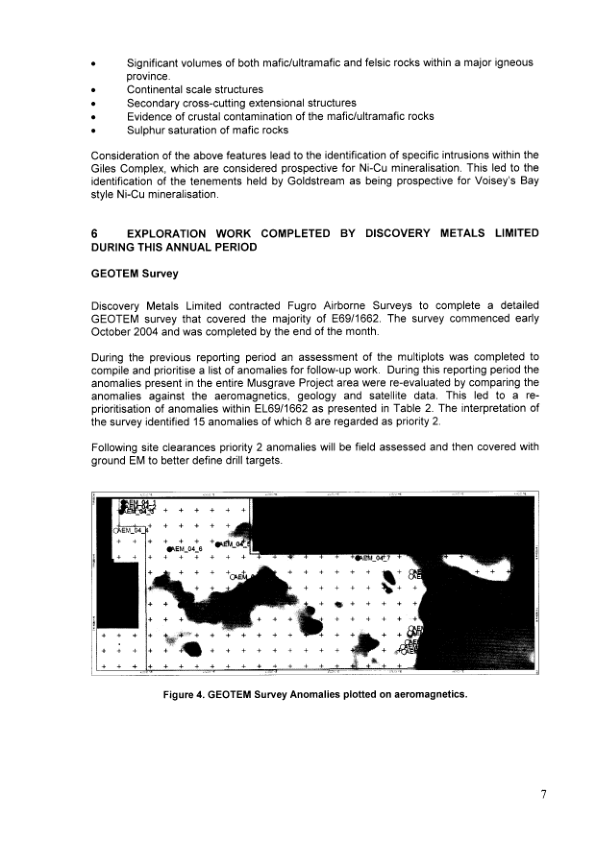 • Significant volumes of both mafic/ultramafic and felsic rocks within a major igneous
province.
• Continental scale structures
• Secondary cross-cutting extensional structures
• Evidence of crustal contamination of the mafic/ultramafic rocks
• Sulphur saturation of mafic rocks
Consideration of the above features lead to the identification of specific intrusions within the
Giles Complex, which are considered prospective for Ni-Cu mineralisation. This led to the
identification of the tenements held by Goldstream as being prospective for Voisey's Bay
style Ni-Cu mineralisation.
6 EXPLORATION WORK COMPLETED BY DISCOVERY METALS LIMITED
DURING THIS ANNUAL PERIOD
GEOTEM Survey
Discovery Metals Limited contracted Fugro Airborne Surveys to complete a detailed
GEOTEM survey that covered the majority of E69/1662. The survey commenced early
October 2004 and was completed by the end of the month.
During the previous reporting period an assessment of the multiplots was completed to
compile and prioritise a list of anomalies for follow-up work. During this reporting period the
anomalies present in the entire Musgrave Project area were re-evaluated by comparing the
anomalies against the aeromagnetics, geology and satellite data. This led to a re-
prioritisation of anomalies within EL69/1662 as presented in Table 2. The interpretation of
the survey identified 15 anomalies of which 8 are regarded as priority 2.
Following site clearances priority 2 anomalies will be field assessed and then covered with
ground EM to better define drill targets.
AEM_04_1
AEM_04_2
AEM_04_3
AEM_04_4
AEM_04_6
AEM_04_5
AEM_04_7
Figure 4. GEOTEM Survey Anomalies plotted on aeromagnetics.
7